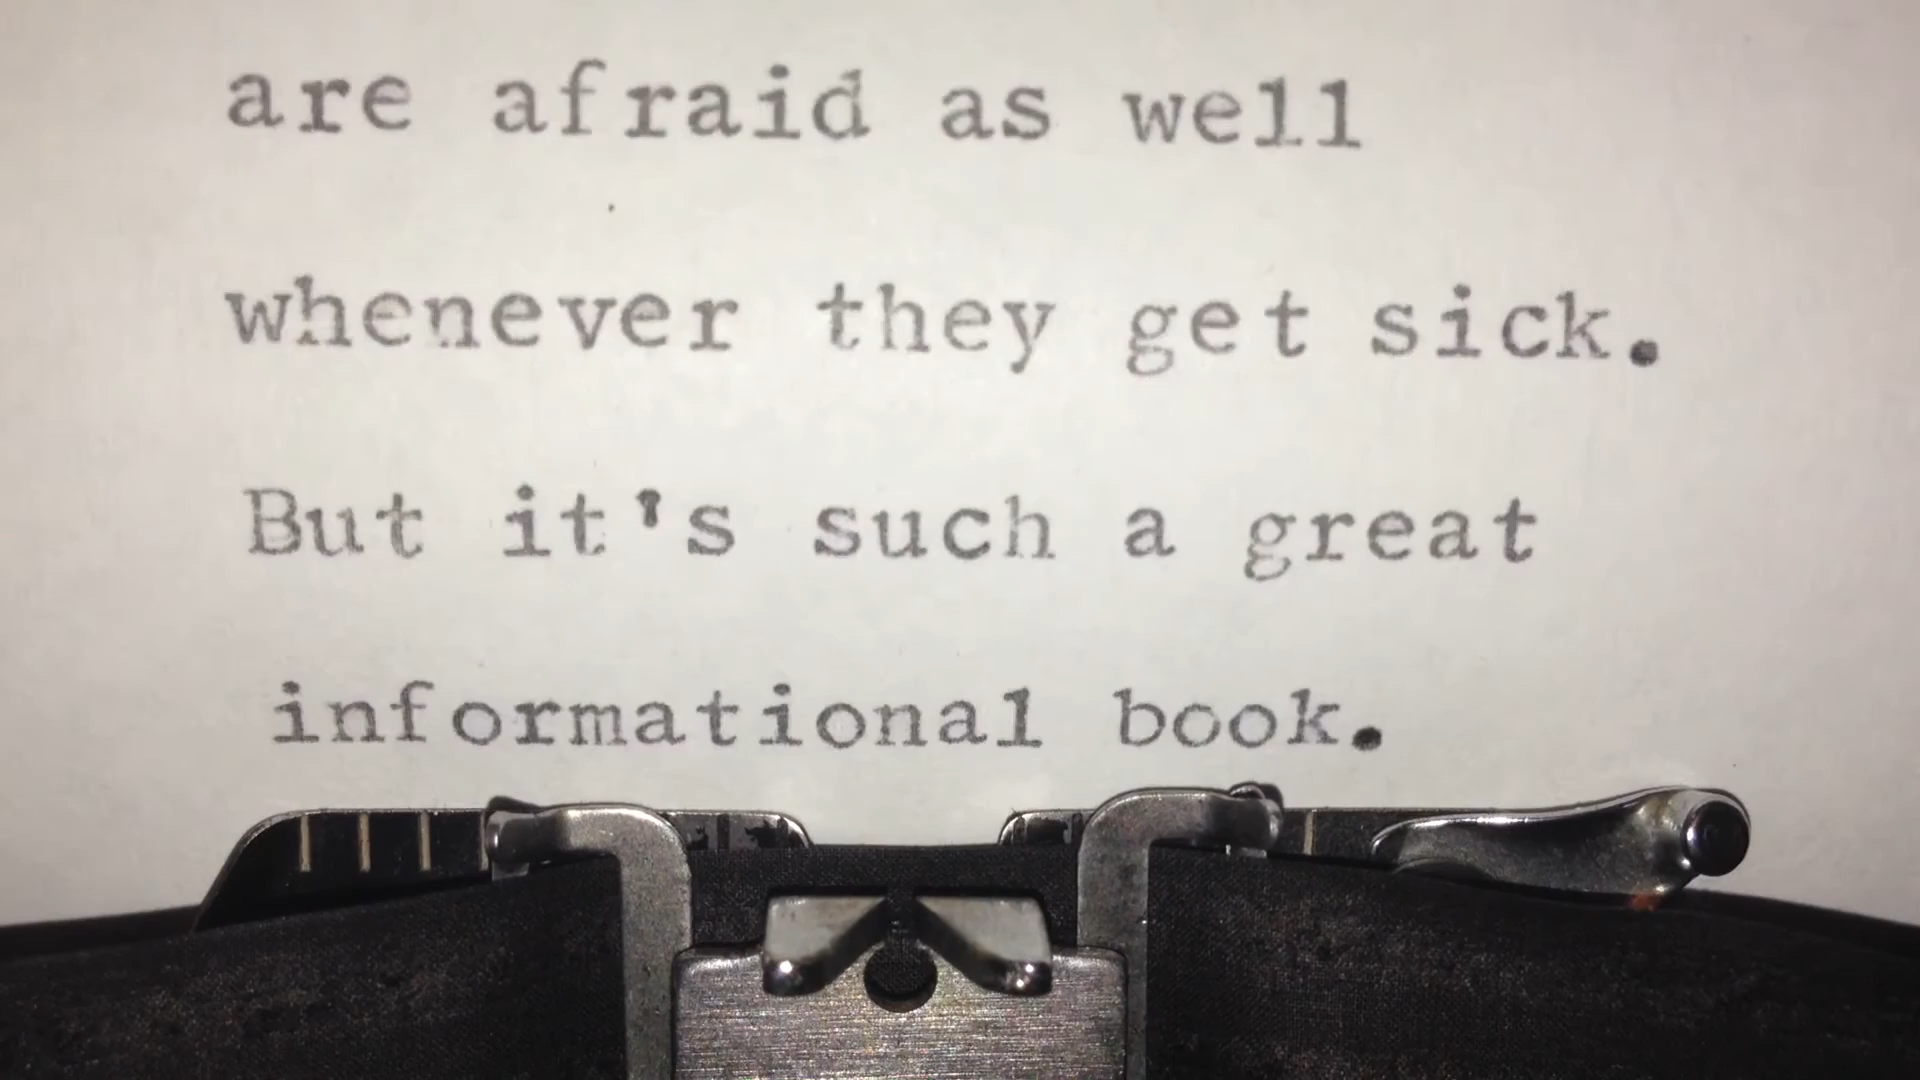 are afraid as well
whenever they get sick.
But it's such a great
informational book.